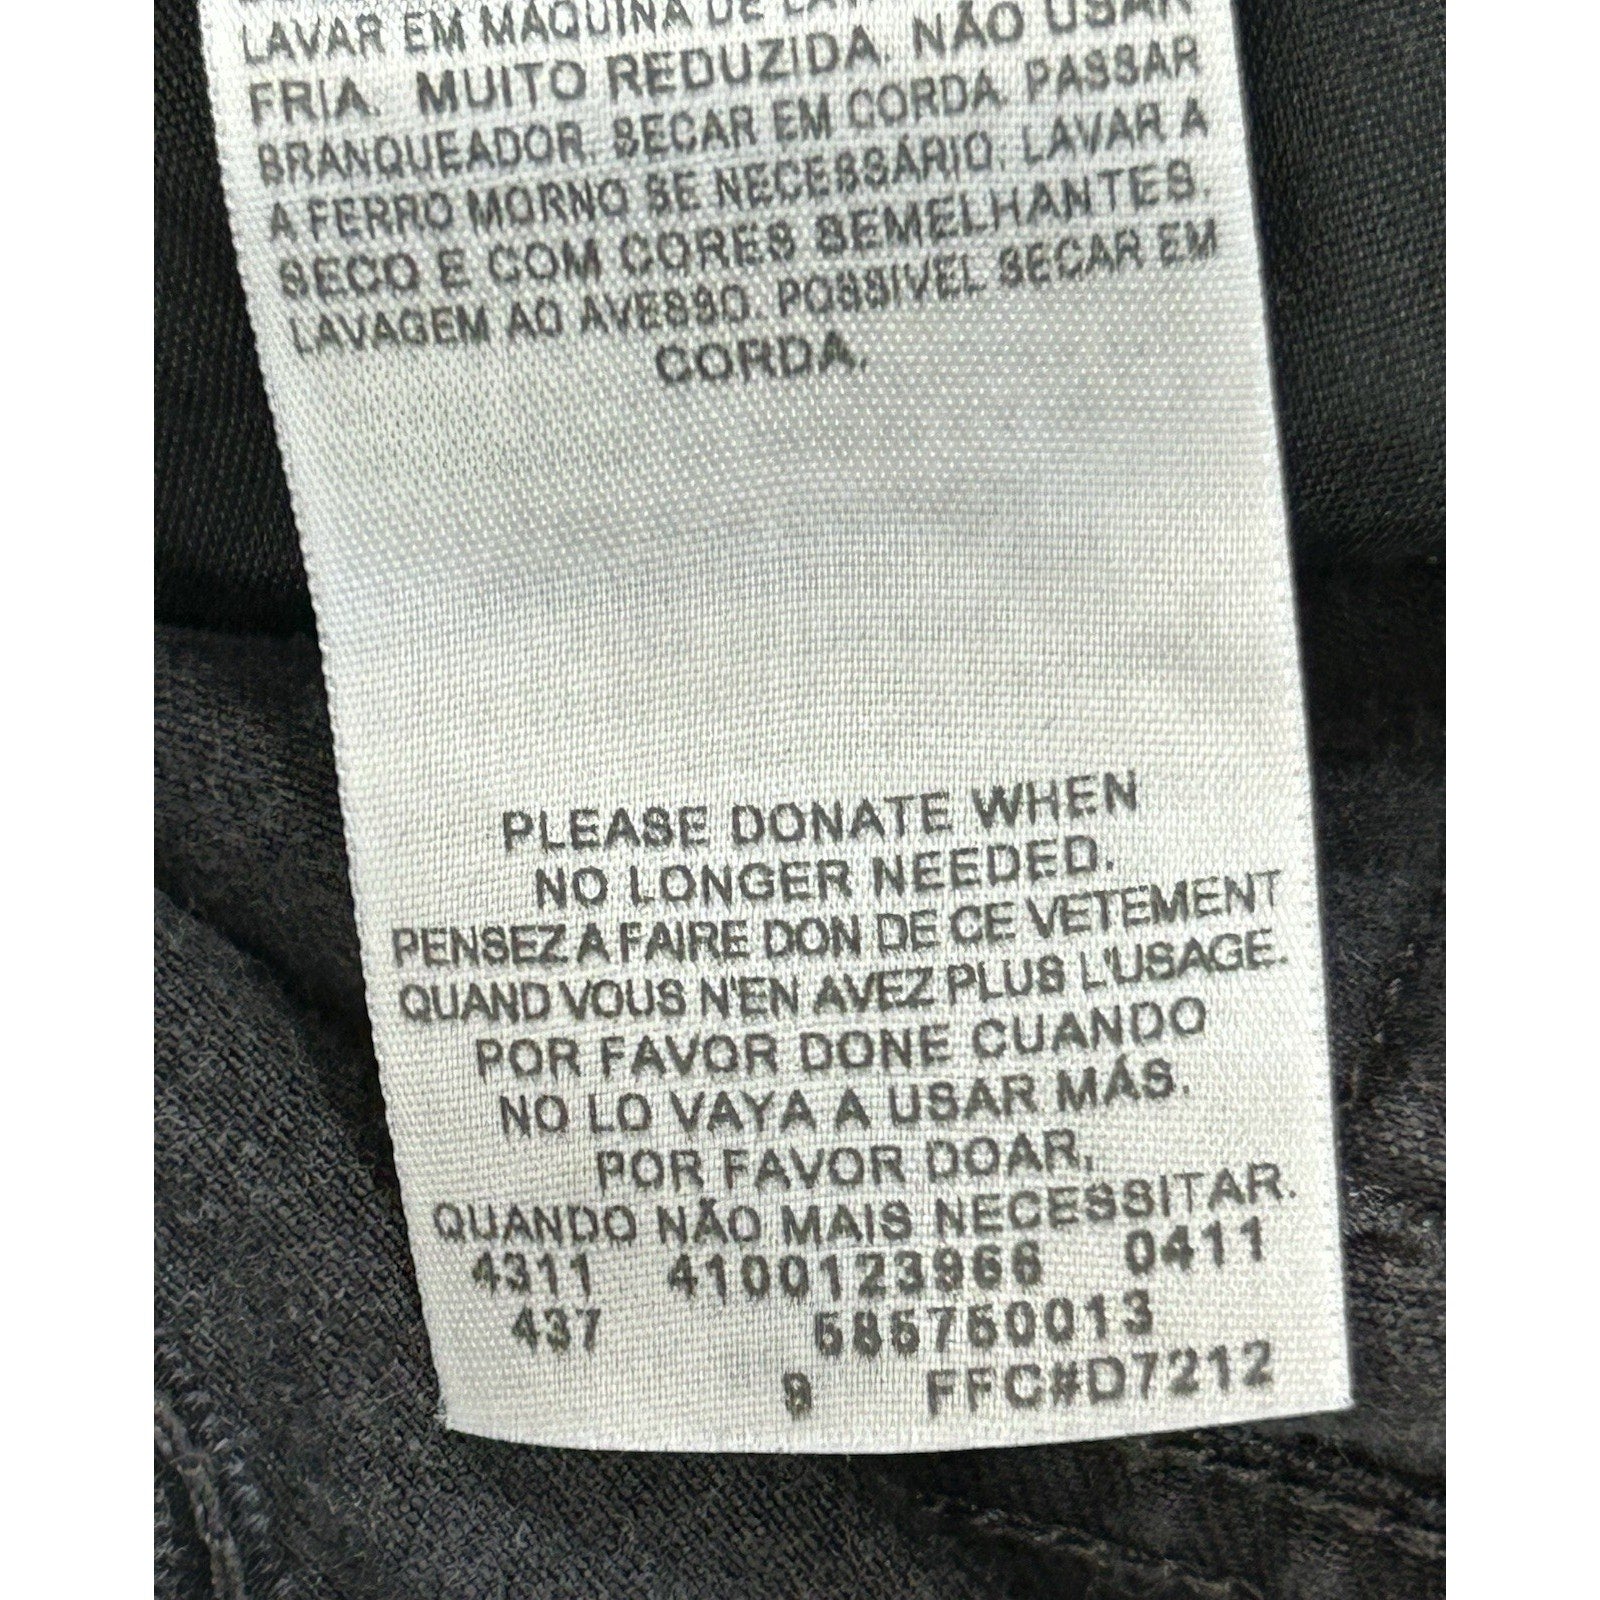 LAVAR EM MÁQUINA DE
FRIA. MUITO REDUZIDA. NÃO USAR
BRANQUEADOR. SECAR EM CORDA. PASSAR
A FERRO MORNO SE NECESSÁRIO. LAVAR A
SECO E COM CORES SEMELHANTES.
LAVAGEM AO AVESSO. POSSIVEL SECAR EM
CORDA.
PLEASE DONATE WHEN
NO LONGER NEEDED.
PENSEZ A FAIRE DON DE CE VETEMENT
QUAND VOUS N'EN AVEZ PLUS L'USAGE.
POR FAVOR DONE CUANDO
NO LO VAYA A USAR MÁS.
POR FAVOR DOAR,
QUANDO NÃO MAIS NECESSITAR.
4311 4100123966 0411
437 585750013
9 FFC#D7212